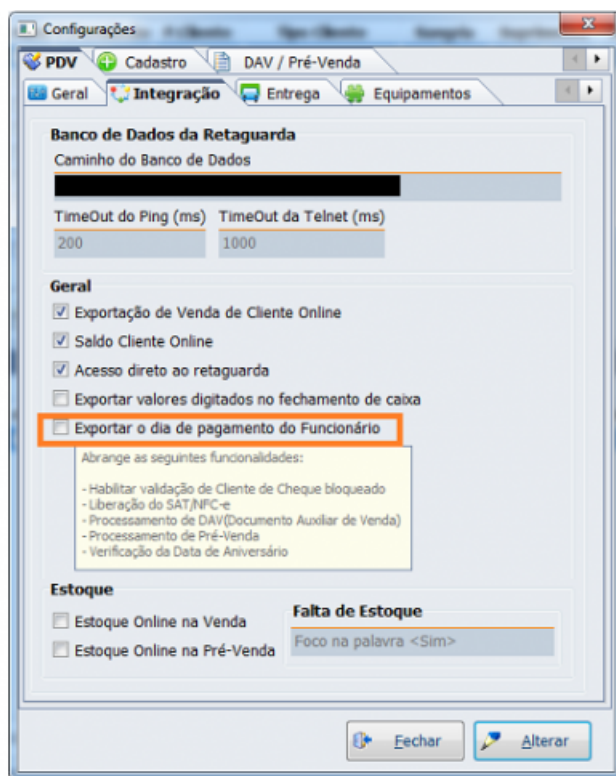 Configurações
PDV Cadastro DAV / Pré-Venda
Geral Integração Entrega Equipamentos
Banco de Dados da Retaguarda
Caminho do Banco de Dados
TimeOut do Ping (ms) TimeOut da Telnet (ms)
200 1000
Geral
Exportação de Venda de Cliente Online
Saldo Cliente Online
Acesso direto ao retaguarda
Exportar valores digitados no fechamento de caixa
Exportar o dia de pagamento do Funcionário
Abrange as seguintes funcionalidades:
- Habilitar validação de Cliente de Cheque bloqueado
- Liberação do SAT/NFC-e
- Processamento de DAV(Documento Auxiliar de Venda)
- Processamento de Pré-Venda
- Verificação da Data de Aniversário
Estoque
Estoque Online na Venda
Estoque Online na Pré-Venda
Falta de Estoque
Foco na palavra <Sim>
Fechar Alterar